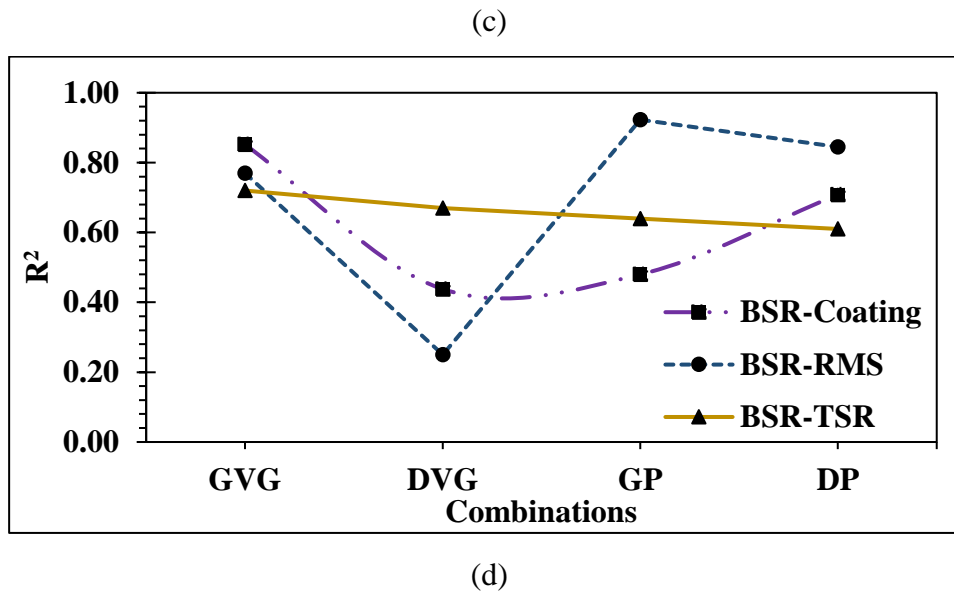 (c)
1.00
0.80
0.60
0.40
0.20
0.00
R²
BSR-Coating
BSR-RMS
BSR-TSR
GVG DVG GP DP
Combinations
(d)